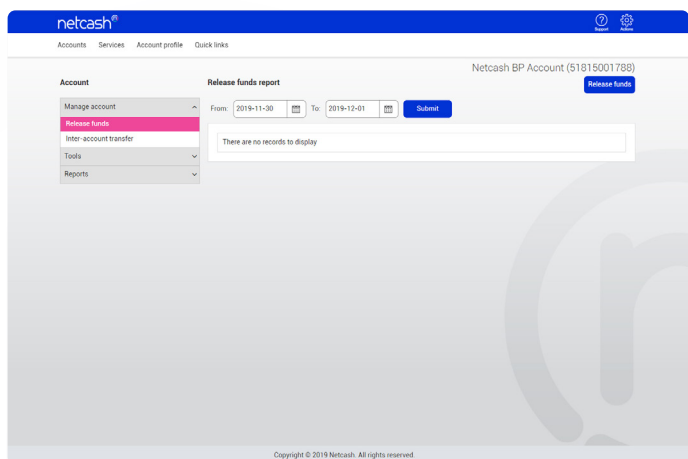 netcash
Support
Actions
Accounts Services Account profile Quick links
Netcash BP Account (51815001788)
Account
Release funds report
Release funds
Manage account
From: 2019-11-30 To: 2019-12-01 Submit
Release funds
Inter-account transfer
There are no records to display
Tools
Reports
Copyright © 2019 Netcash. All rights reserved.